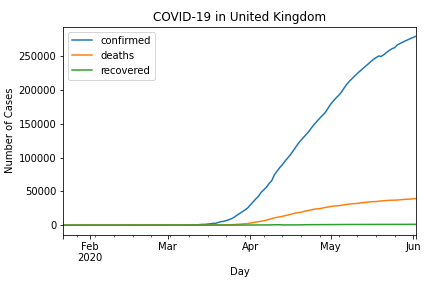 COVID-19 in United Kingdom
confirmed
deaths
recovered
Number of Cases
250000
200000
150000
100000
50000
0
Feb
2020
Mar
Apr
May
Jun
Day